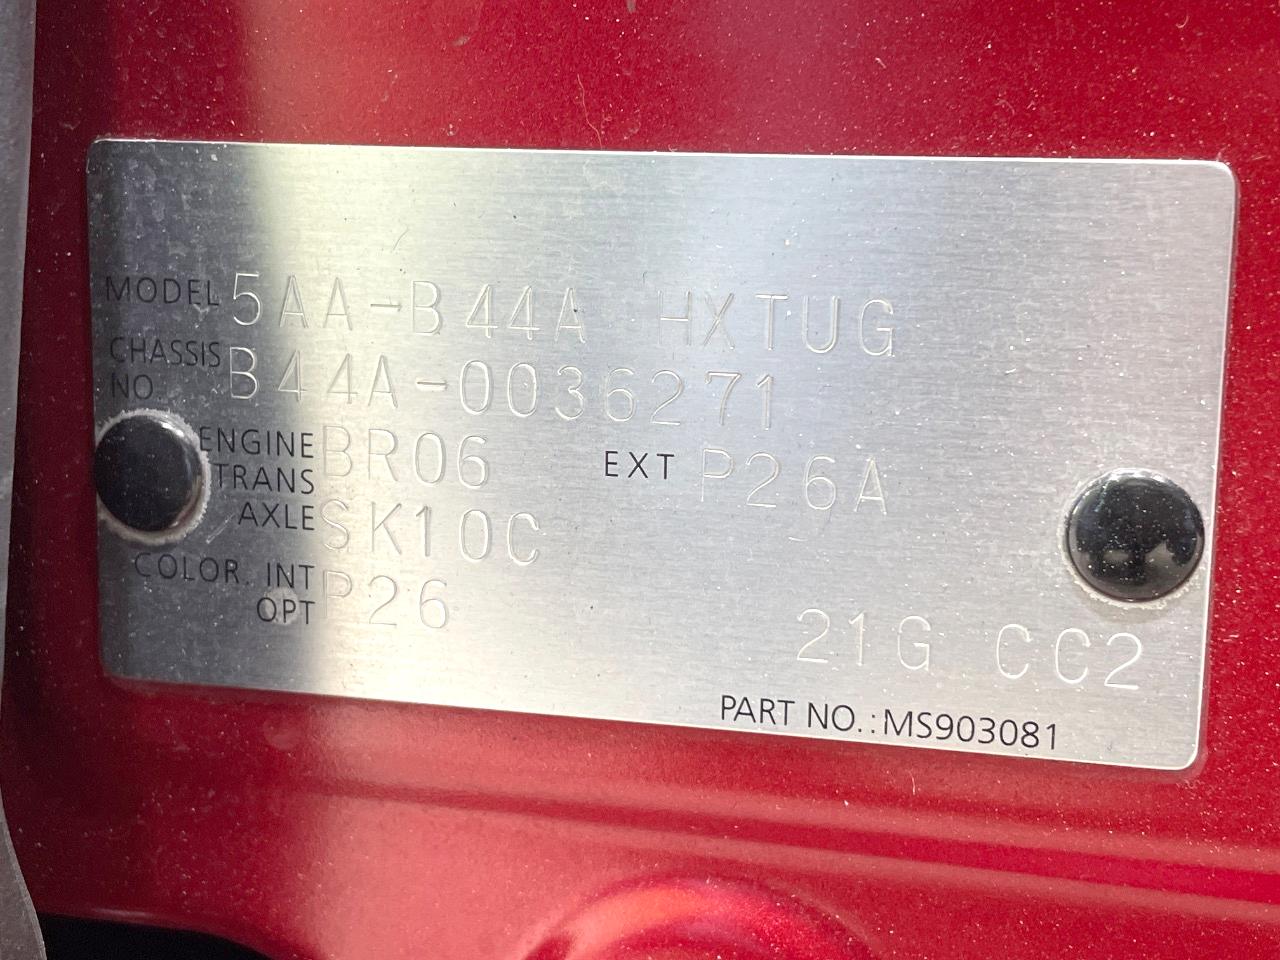 MODEL 5AA-B44A HXTUG
CHASSIS NO. B44A-0036271
ENGINE BR06 EXT P26A
TRANS AXLE SK10C
COLOR. INT OPT P26
21G CC2
PART NO.:MS903081